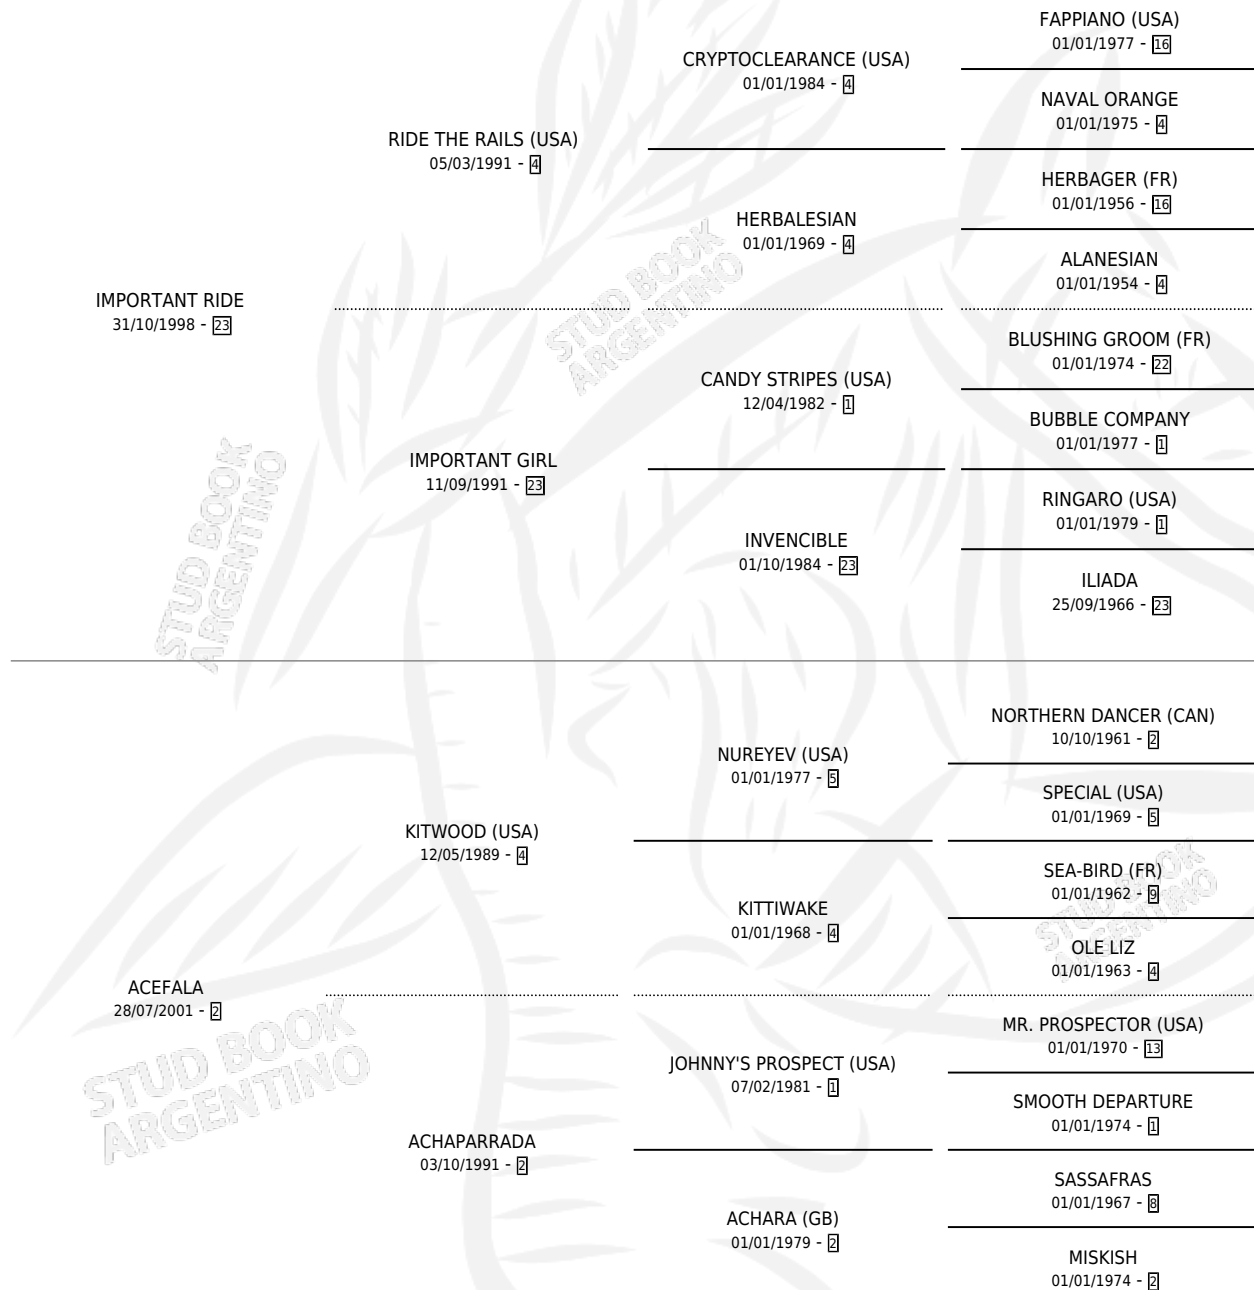 FAPPIANO (USA)
01/01/1977 - 16
CRYPTOCLEARANCE (USA)
01/01/1984 - 4
NAVAL ORANGE
01/01/1975 - 4
RIDE THE RAILS (USA)
05/03/1991 - 4
HERBAGER (FR)
01/01/1956 - 16
HERBALESIAN
01/01/1969 - 4
ALANESIAN
01/01/1954 - 4
IMPORTANT RIDE
31/10/1998 - 23
BLUSHING GROOM (FR)
01/01/1974 - 22
CANDY STRIPES (USA)
12/04/1982 - 1
BUBBLE COMPANY
01/01/1977 - 1
IMPORTANT GIRL
11/09/1991 - 23
RINGARO (USA)
01/01/1979 - 1
INVENCIBLE
01/10/1984 - 23
ILIADA
25/09/1966 - 23
NORTHERN DANCER (CAN)
10/10/1961 - 2
NUREYEV (USA)
01/01/1977 - 5
SPECIAL (USA)
01/01/1969 - 5
KITWOOD (USA)
12/05/1989 - 4
SEA-BIRD (FR)
01/01/1962 - 9
KITTIWAKE
01/01/1968 - 4
OLE LIZ
01/01/1963 - 4
ACEFALA
28/07/2001 - 2
MR. PROSPECTOR (USA)
01/01/1970 - 13
JOHNNY'S PROSPECT (USA)
07/02/1981 - 1
SMOOTH DEPARTURE
01/01/1974 - 1
ACHAPARRADA
03/10/1991 - 2
SASSAFRAS
01/01/1967 - 8
ACHARA (GB)
01/01/1979 - 2
MISKISH
01/01/1974 - 2
STUD BOOK
ARGENTINO
STUD BOOK
ARGENTINO
STUD BOOK
ARGENTINO
STUD BOOK
ARGENTINO